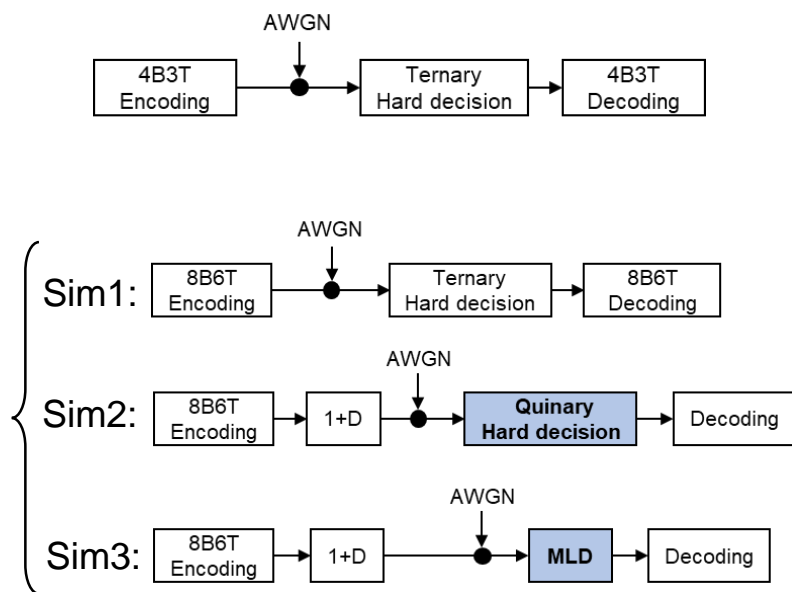 AWGN
4B3T
Encoding
Ternary
Hard decision
4B3T
Decoding
AWGN
Sim1:
8B6T
Encoding
Ternary
Hard decision
8B6T
Decoding
AWGN
Sim2:
8B6T
Encoding
1+D
Quinary
Hard decision
Decoding
AWGN
Sim3:
8B6T
Encoding
1+D
MLD
Decoding